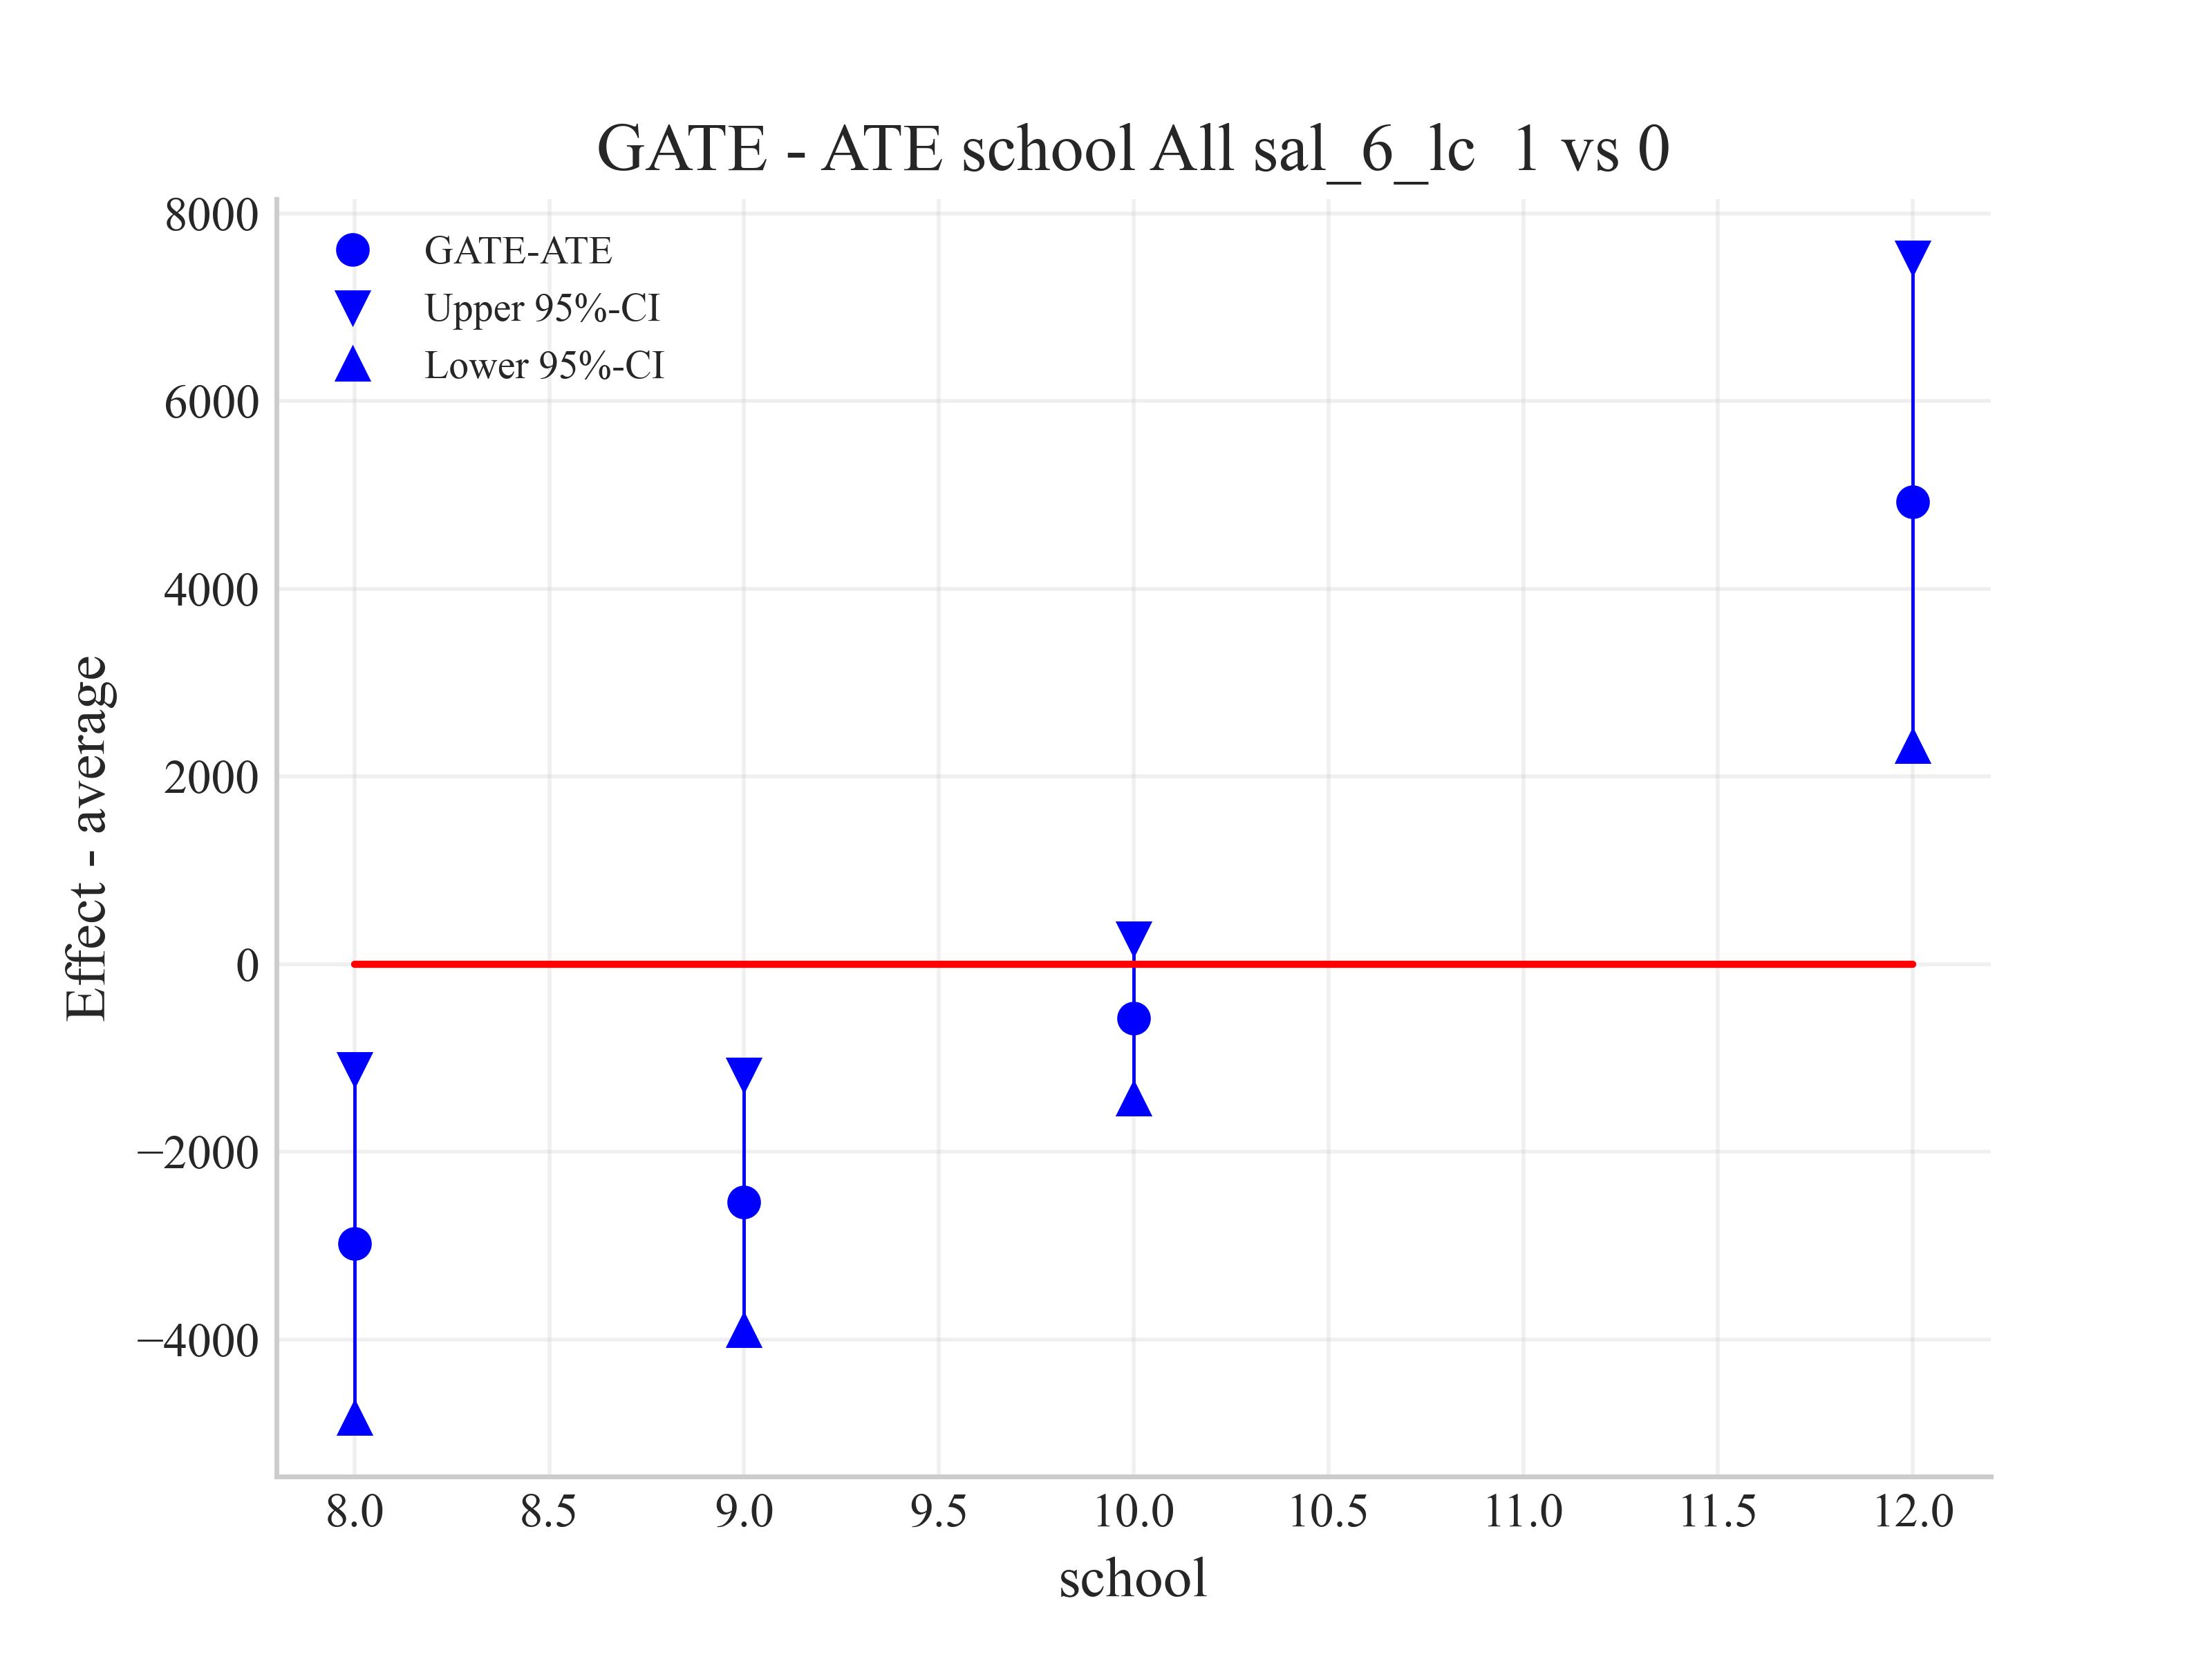 GATE - ATE school All sal_6_lc  1 vs 0
8000
6000
4000
2000
0
−2000
−4000
Effect - average
GATE-ATE
Upper 95%-CI
Lower 95%-CI
8.0 8.5 9.0 9.5 10.0 10.5 11.0 11.5 12.0
school